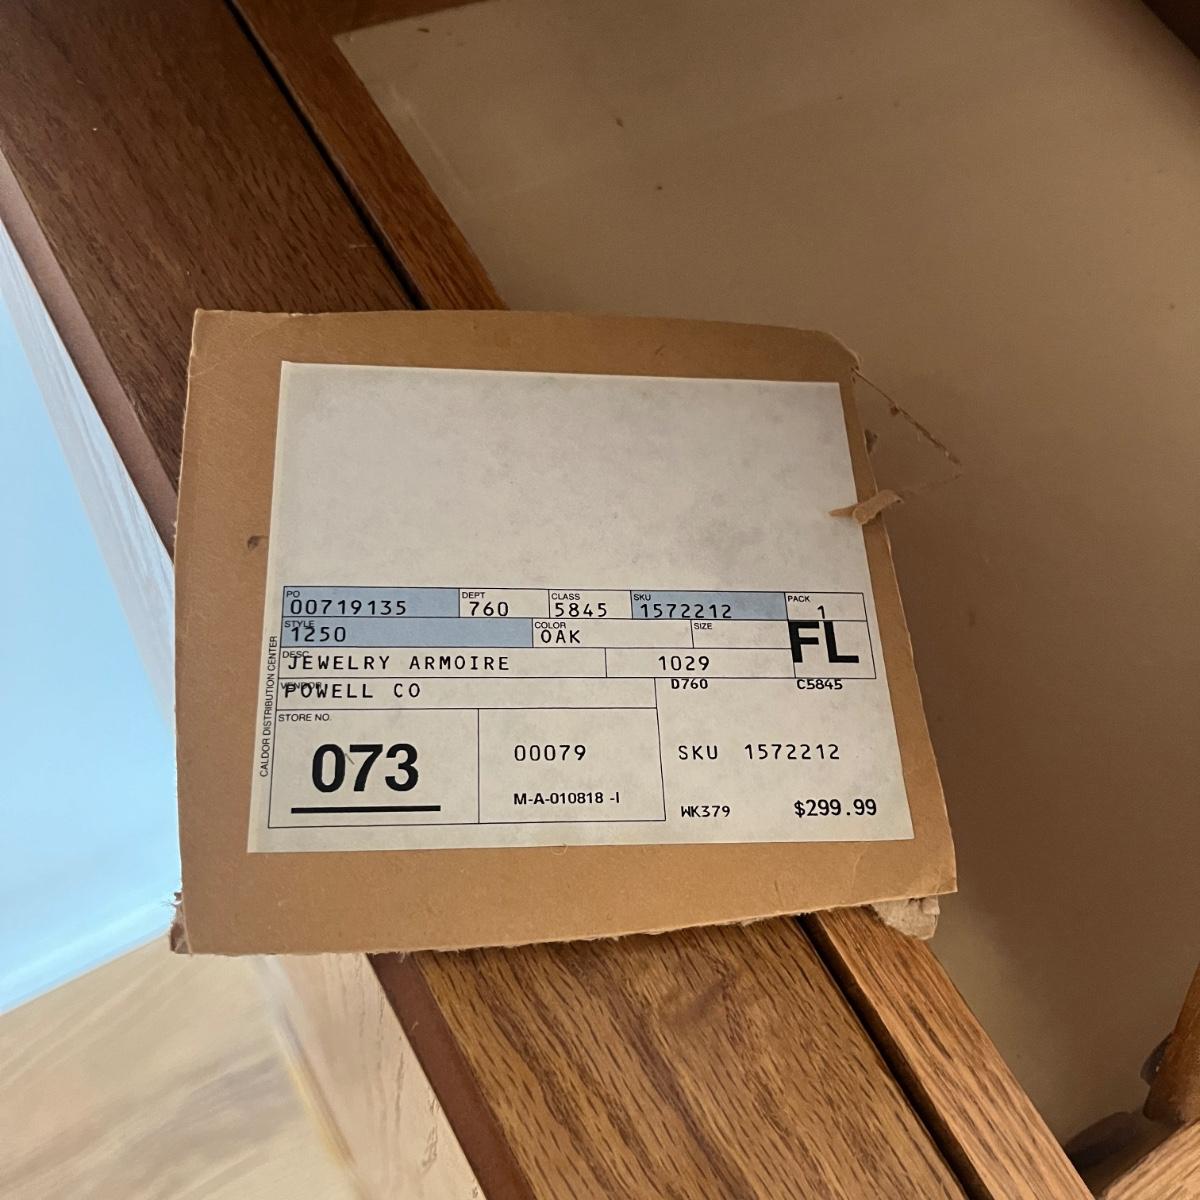 PO DEPT CLASS SKU PACK
00719135 760 5845 1572212 1
STYLE COLOR SIZE
1250 OAK FL
DESC
JEWELRY ARMOIRE 1029
VENDOR D760 C5845
POWELL CO
STORE NO.
073 00079 SKU 1572212
M-A-010818 -I WK379 $299.99
CALDOR DISTRIBUTION CENTER